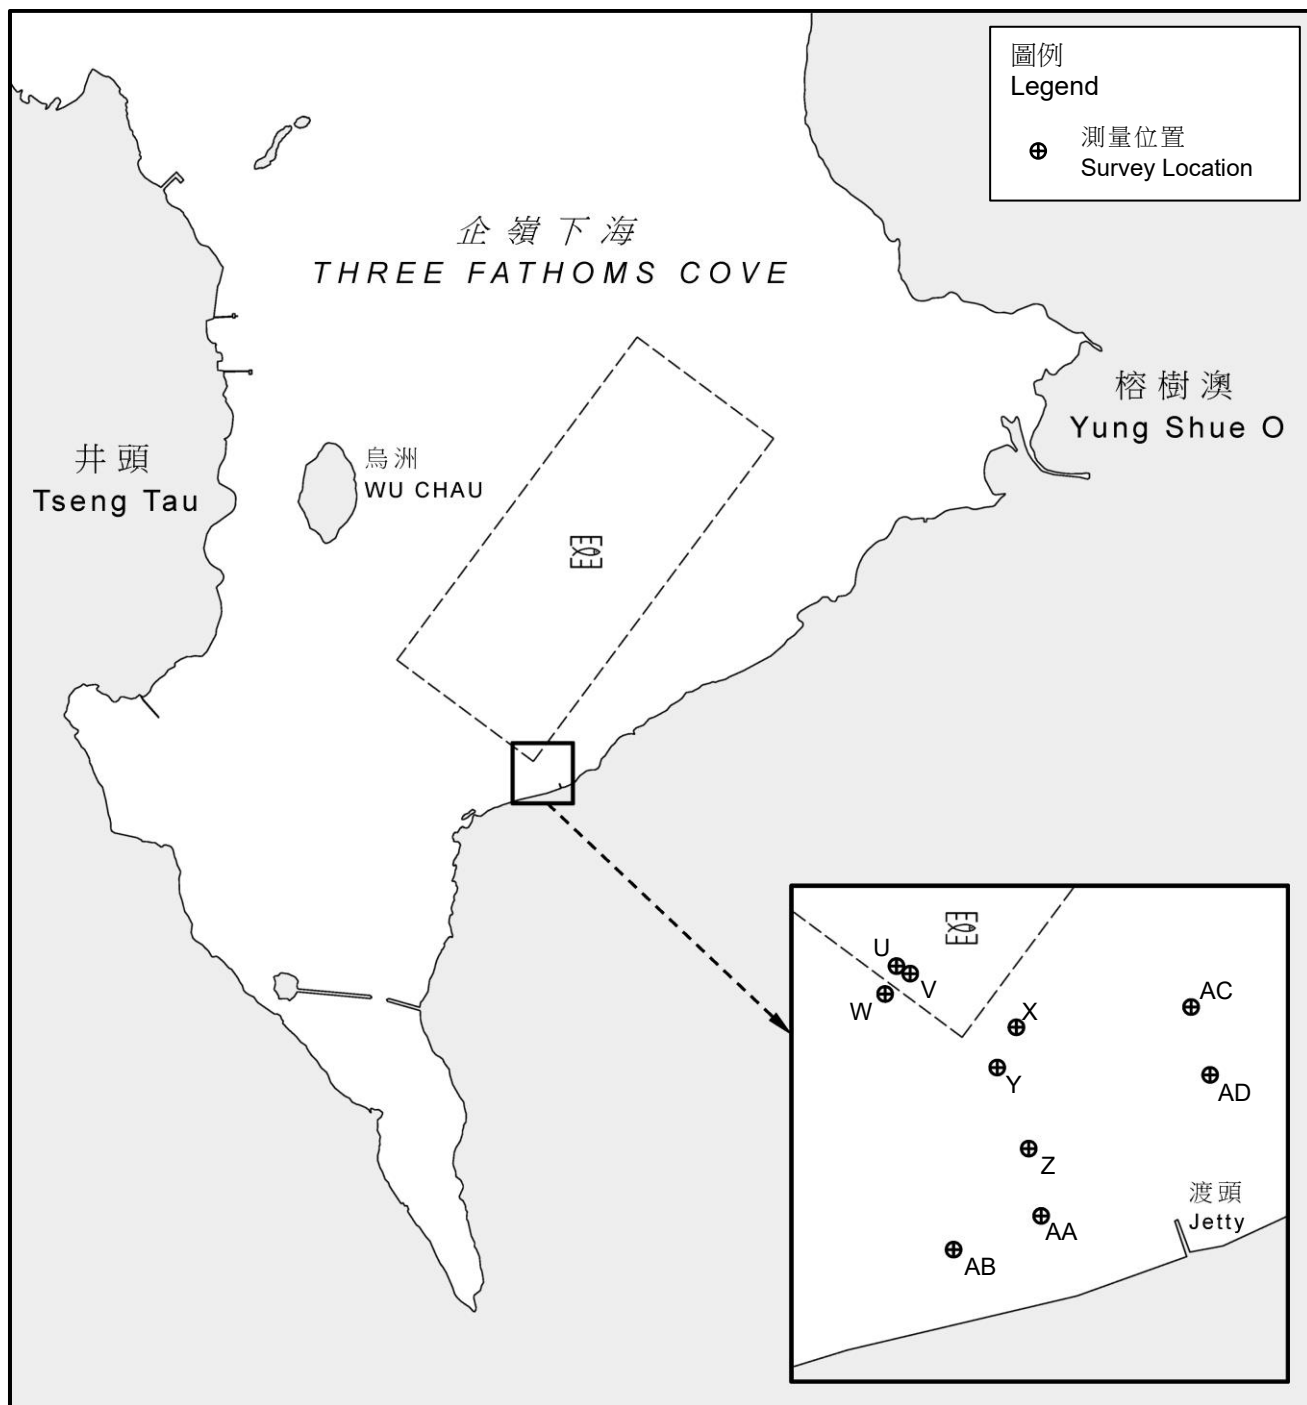 圖例
Legend
測量位置
Survey Location
企嶺下海
THREE FATHOMS COVE
榕樹澳
Yung Shue O
井頭
Tseng Tau
烏洲
WU CHAU
U
V
W
X
Y
Z
AA
AB
AC
AD
渡頭
Jetty